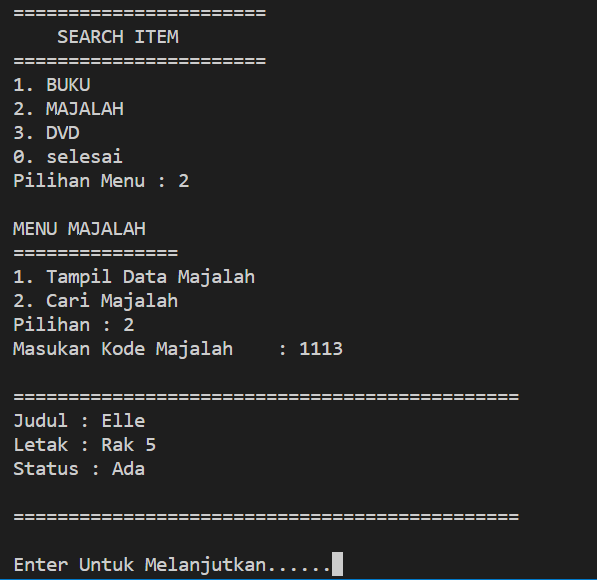 =======================
    SEARCH ITEM
=======================
1. BUKU
2. MAJALAH
3. DVD
0. selesai
Pilihan Menu : 2

MENU MAJALAH
===============
1. Tampil Data Majalah
2. Cari Majalah
Pilihan : 2
Masukan Kode Majalah    : 1113

==============================================
Judul : Elle
Letak : Rak 5
Status : Ada

==============================================

Enter Untuk Melanjutkan......